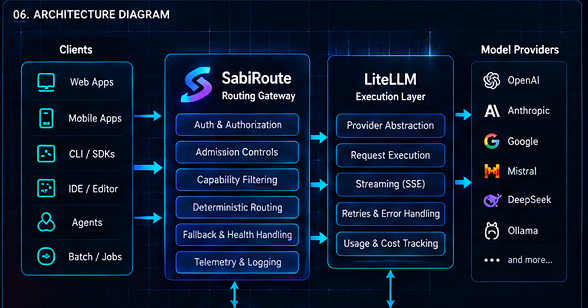 06. ARCHITECTURE DIAGRAM
Clients
Web Apps
Mobile Apps
CLI / SDKs
IDE / Editor
Agents
Batch / Jobs
SabiRoute
Routing Gateway
Auth & Authorization
Admission Controls
Capability Filtering
Deterministic Routing
Fallback & Health Handling
Telemetry & Logging
LiteLLM
Execution Layer
Provider Abstraction
Request Execution
Streaming (SSE)
Retries & Error Handling
Usage & Cost Tracking
Model Providers
OpenAI
Anthropic
Google
Mistral
DeepSeek
Ollama
and more...